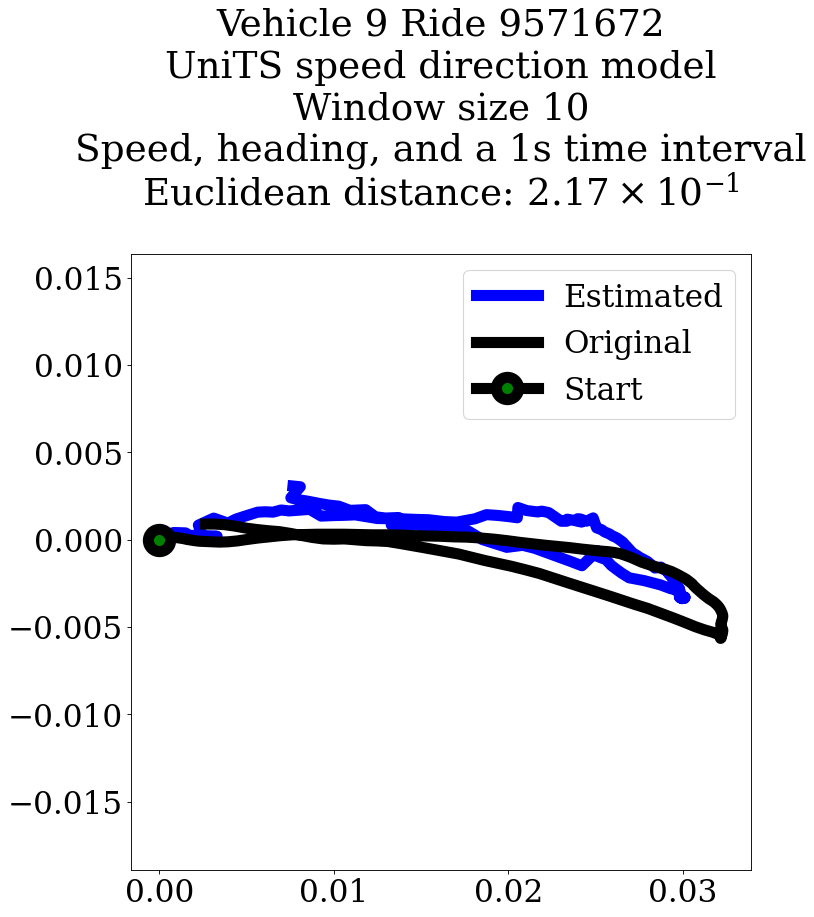 Vehicle 9 Ride 9571672
UniTS speed direction model
Window size 10
Speed, heading, and a 1s time interval
Euclidean distance: 2.17 × 10⁻¹
Estimated
Original
Start
0.015
0.010
0.005
0.000
−0.005
−0.010
−0.015
0.00 0.01 0.02 0.03